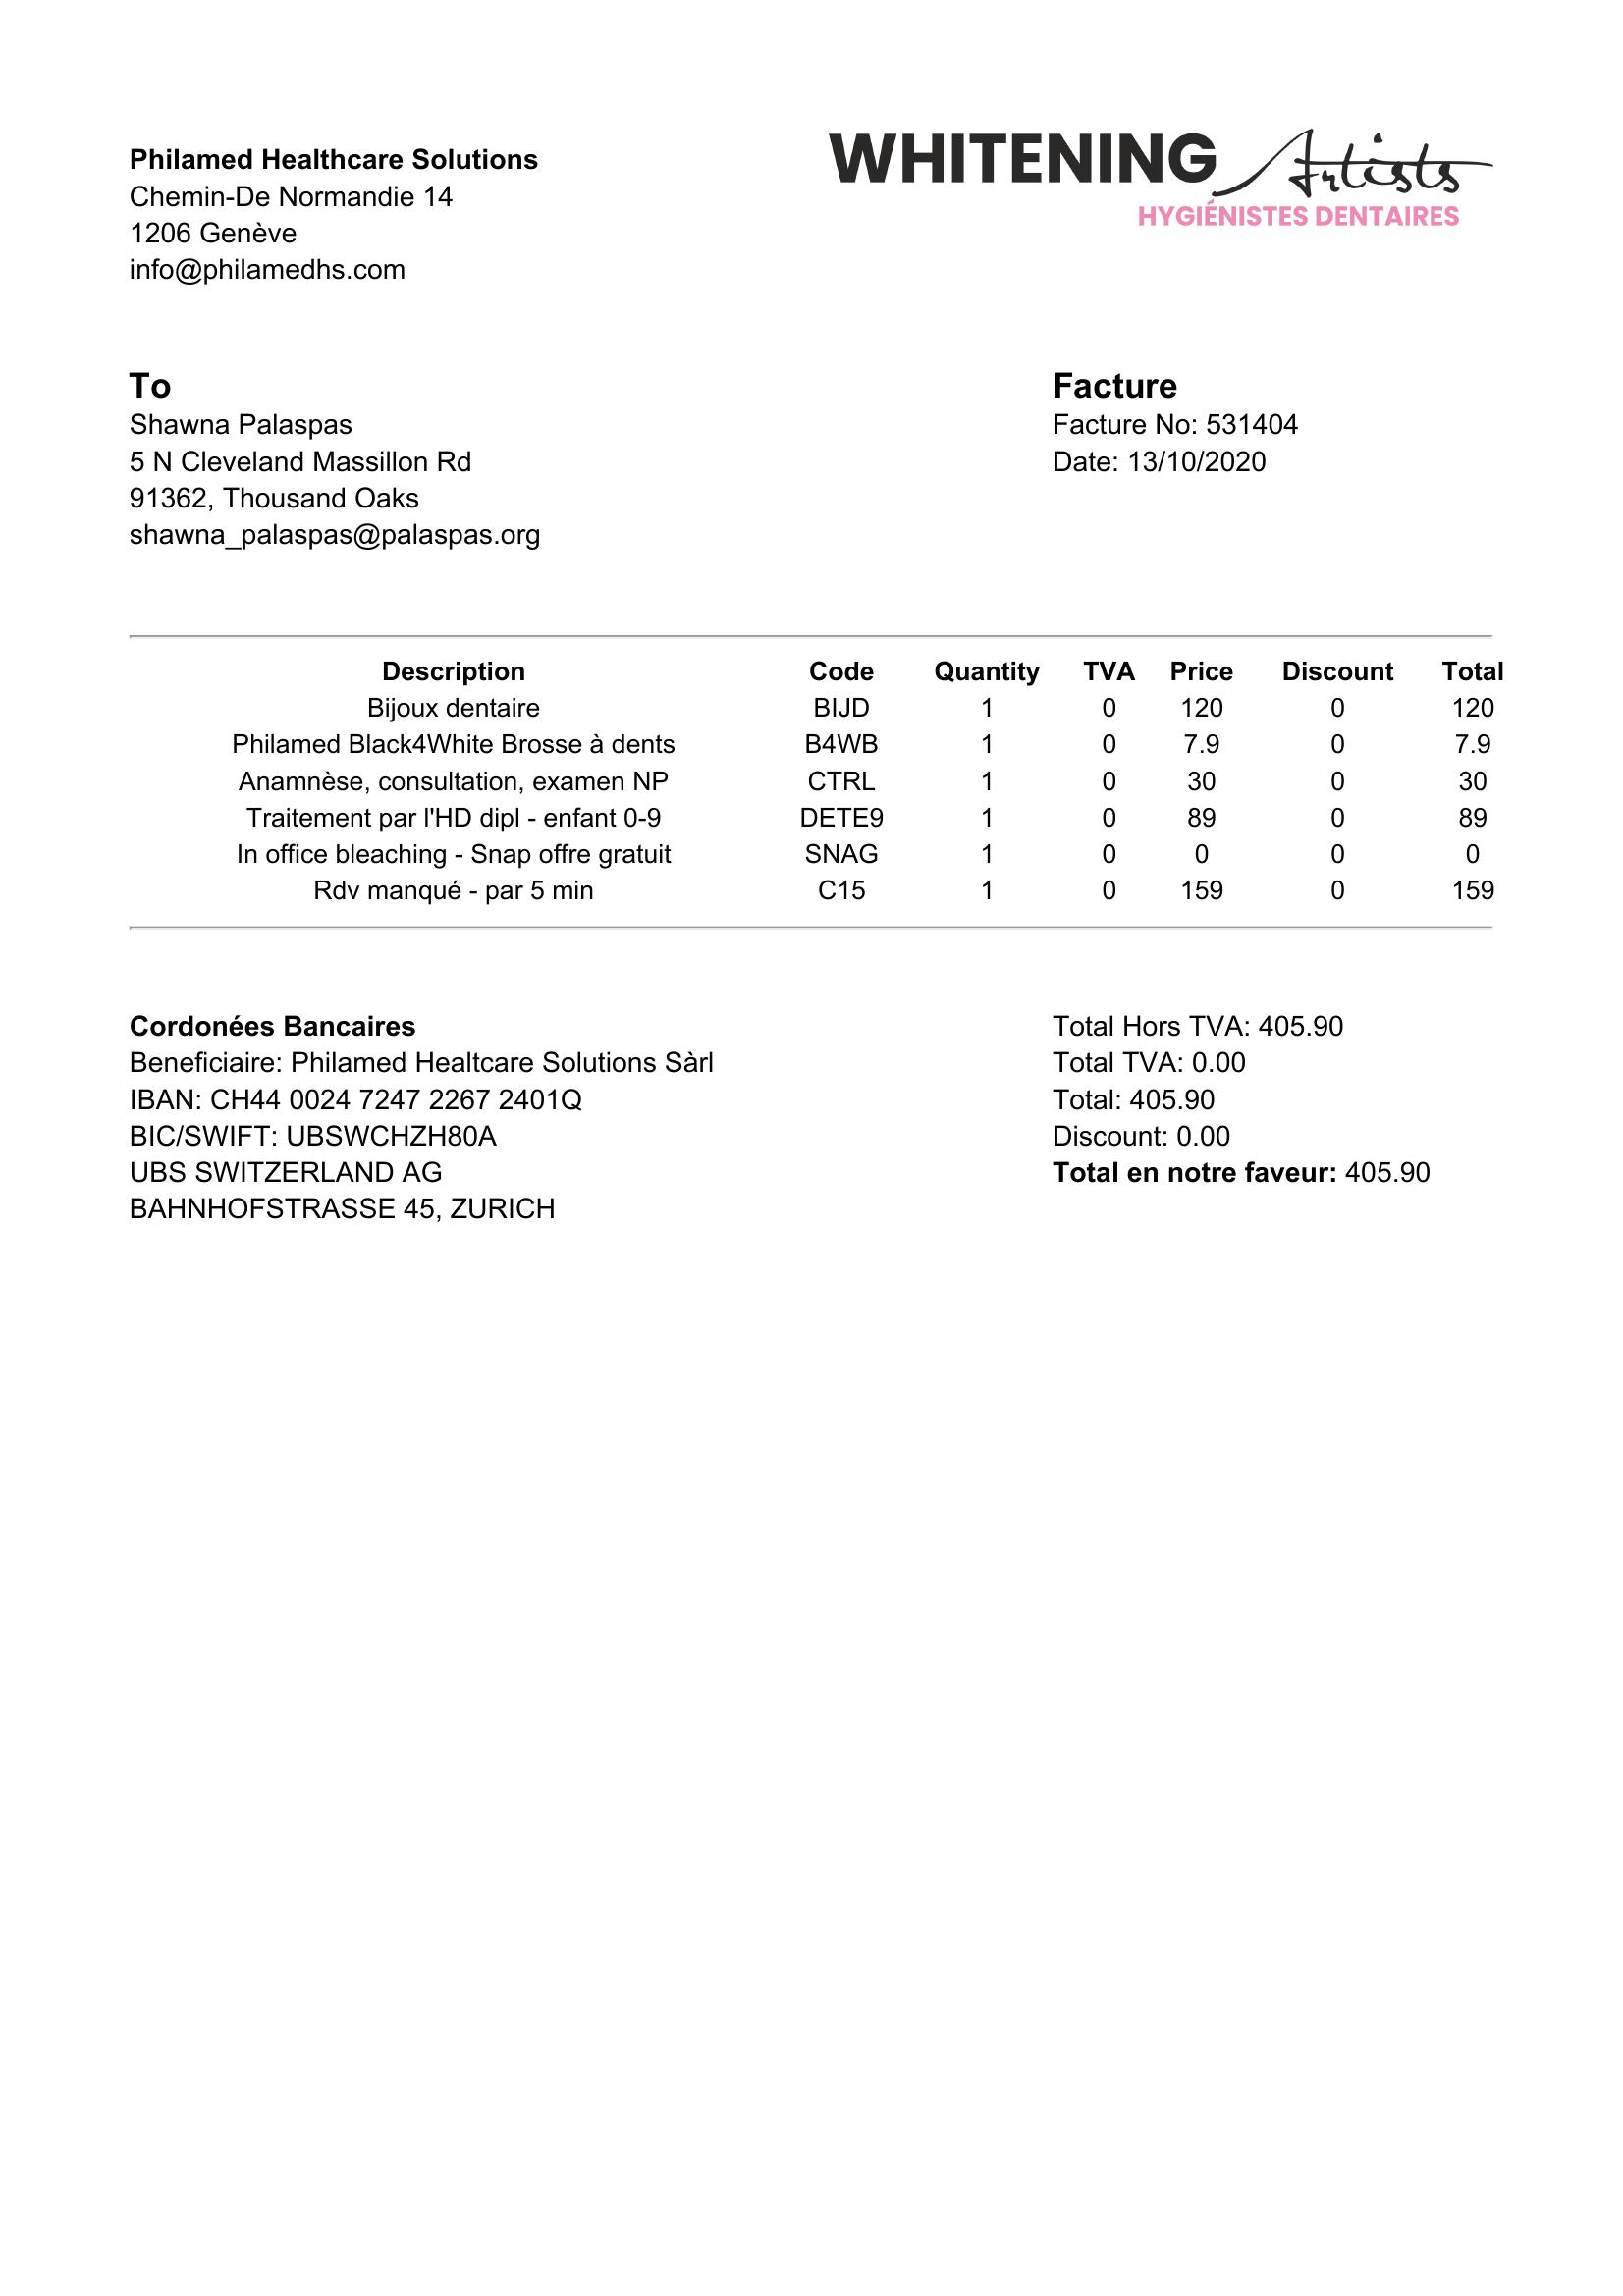 Philamed Healthcare Solutions
Chemin-De Normandie 14
1206 Genève
info@philamedhs.com
WHITENING Artists
HYGIÉNISTES DENTAIRES
To
Shawna Palaspas
5 N Cleveland Massillon Rd
91362, Thousand Oaks
shawna_palaspas@palaspas.org
Facture
Facture No: 531404
Date: 13/10/2020
Description Code Quantity TVA Price Discount Total
Bijoux dentaire BIJD 1 0 120 0 120
Philamed Black4White Brosse à dents B4WB 1 0 7.9 0 7.9
Anamnèse, consultation, examen NP CTRL 1 0 30 0 30
Traitement par l'HD dipl - enfant 0-9 DETE9 1 0 89 0 89
In office bleaching - Snap offre gratuit SNAG 1 0 0 0 0
Rdv manqué - par 5 min C15 1 0 159 0 159
Cordonées Bancaires
Beneficiaire: Philamed Healtcare Solutions Sàrl
IBAN: CH44 0024 7247 2267 2401Q
BIC/SWIFT: UBSWCHZH80A
UBS SWITZERLAND AG
BAHNHOFSTRASSE 45, ZURICH
Total Hors TVA: 405.90
Total TVA: 0.00
Total: 405.90
Discount: 0.00
Total en notre faveur: 405.90